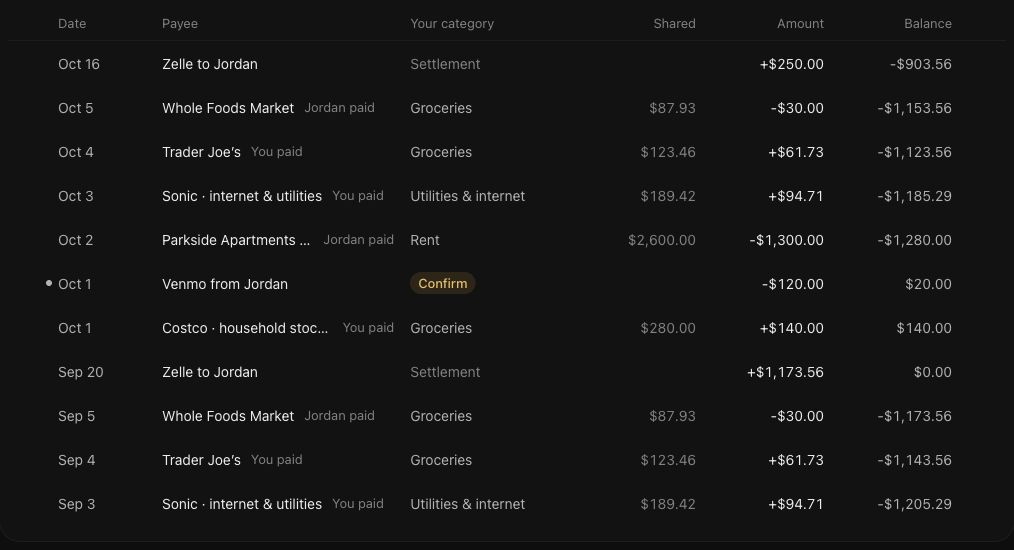 Date Payee Your category Shared Amount Balance
Oct 16 Zelle to Jordan Settlement +$250.00 -$903.56
Oct 5 Whole Foods Market Jordan paid Groceries $87.93 -$30.00 -$1,153.56
Oct 4 Trader Joe’s You paid Groceries $123.46 +$61.73 -$1,123.56
Oct 3 Sonic · internet & utilities You paid Utilities & internet $189.42 +$94.71 -$1,185.29
Oct 2 Parkside Apartments ... Jordan paid Rent $2,600.00 -$1,300.00 -$1,280.00
Oct 1 Venmo from Jordan Confirm -$120.00 $20.00
Oct 1 Costco · household stoc... You paid Groceries $280.00 +$140.00 $140.00
Sep 20 Zelle to Jordan Settlement +$1,173.56 $0.00
Sep 5 Whole Foods Market Jordan paid Groceries $87.93 -$30.00 -$1,173.56
Sep 4 Trader Joe’s You paid Groceries $123.46 +$61.73 -$1,143.56
Sep 3 Sonic · internet & utilities You paid Utilities & internet $189.42 +$94.71 -$1,205.29